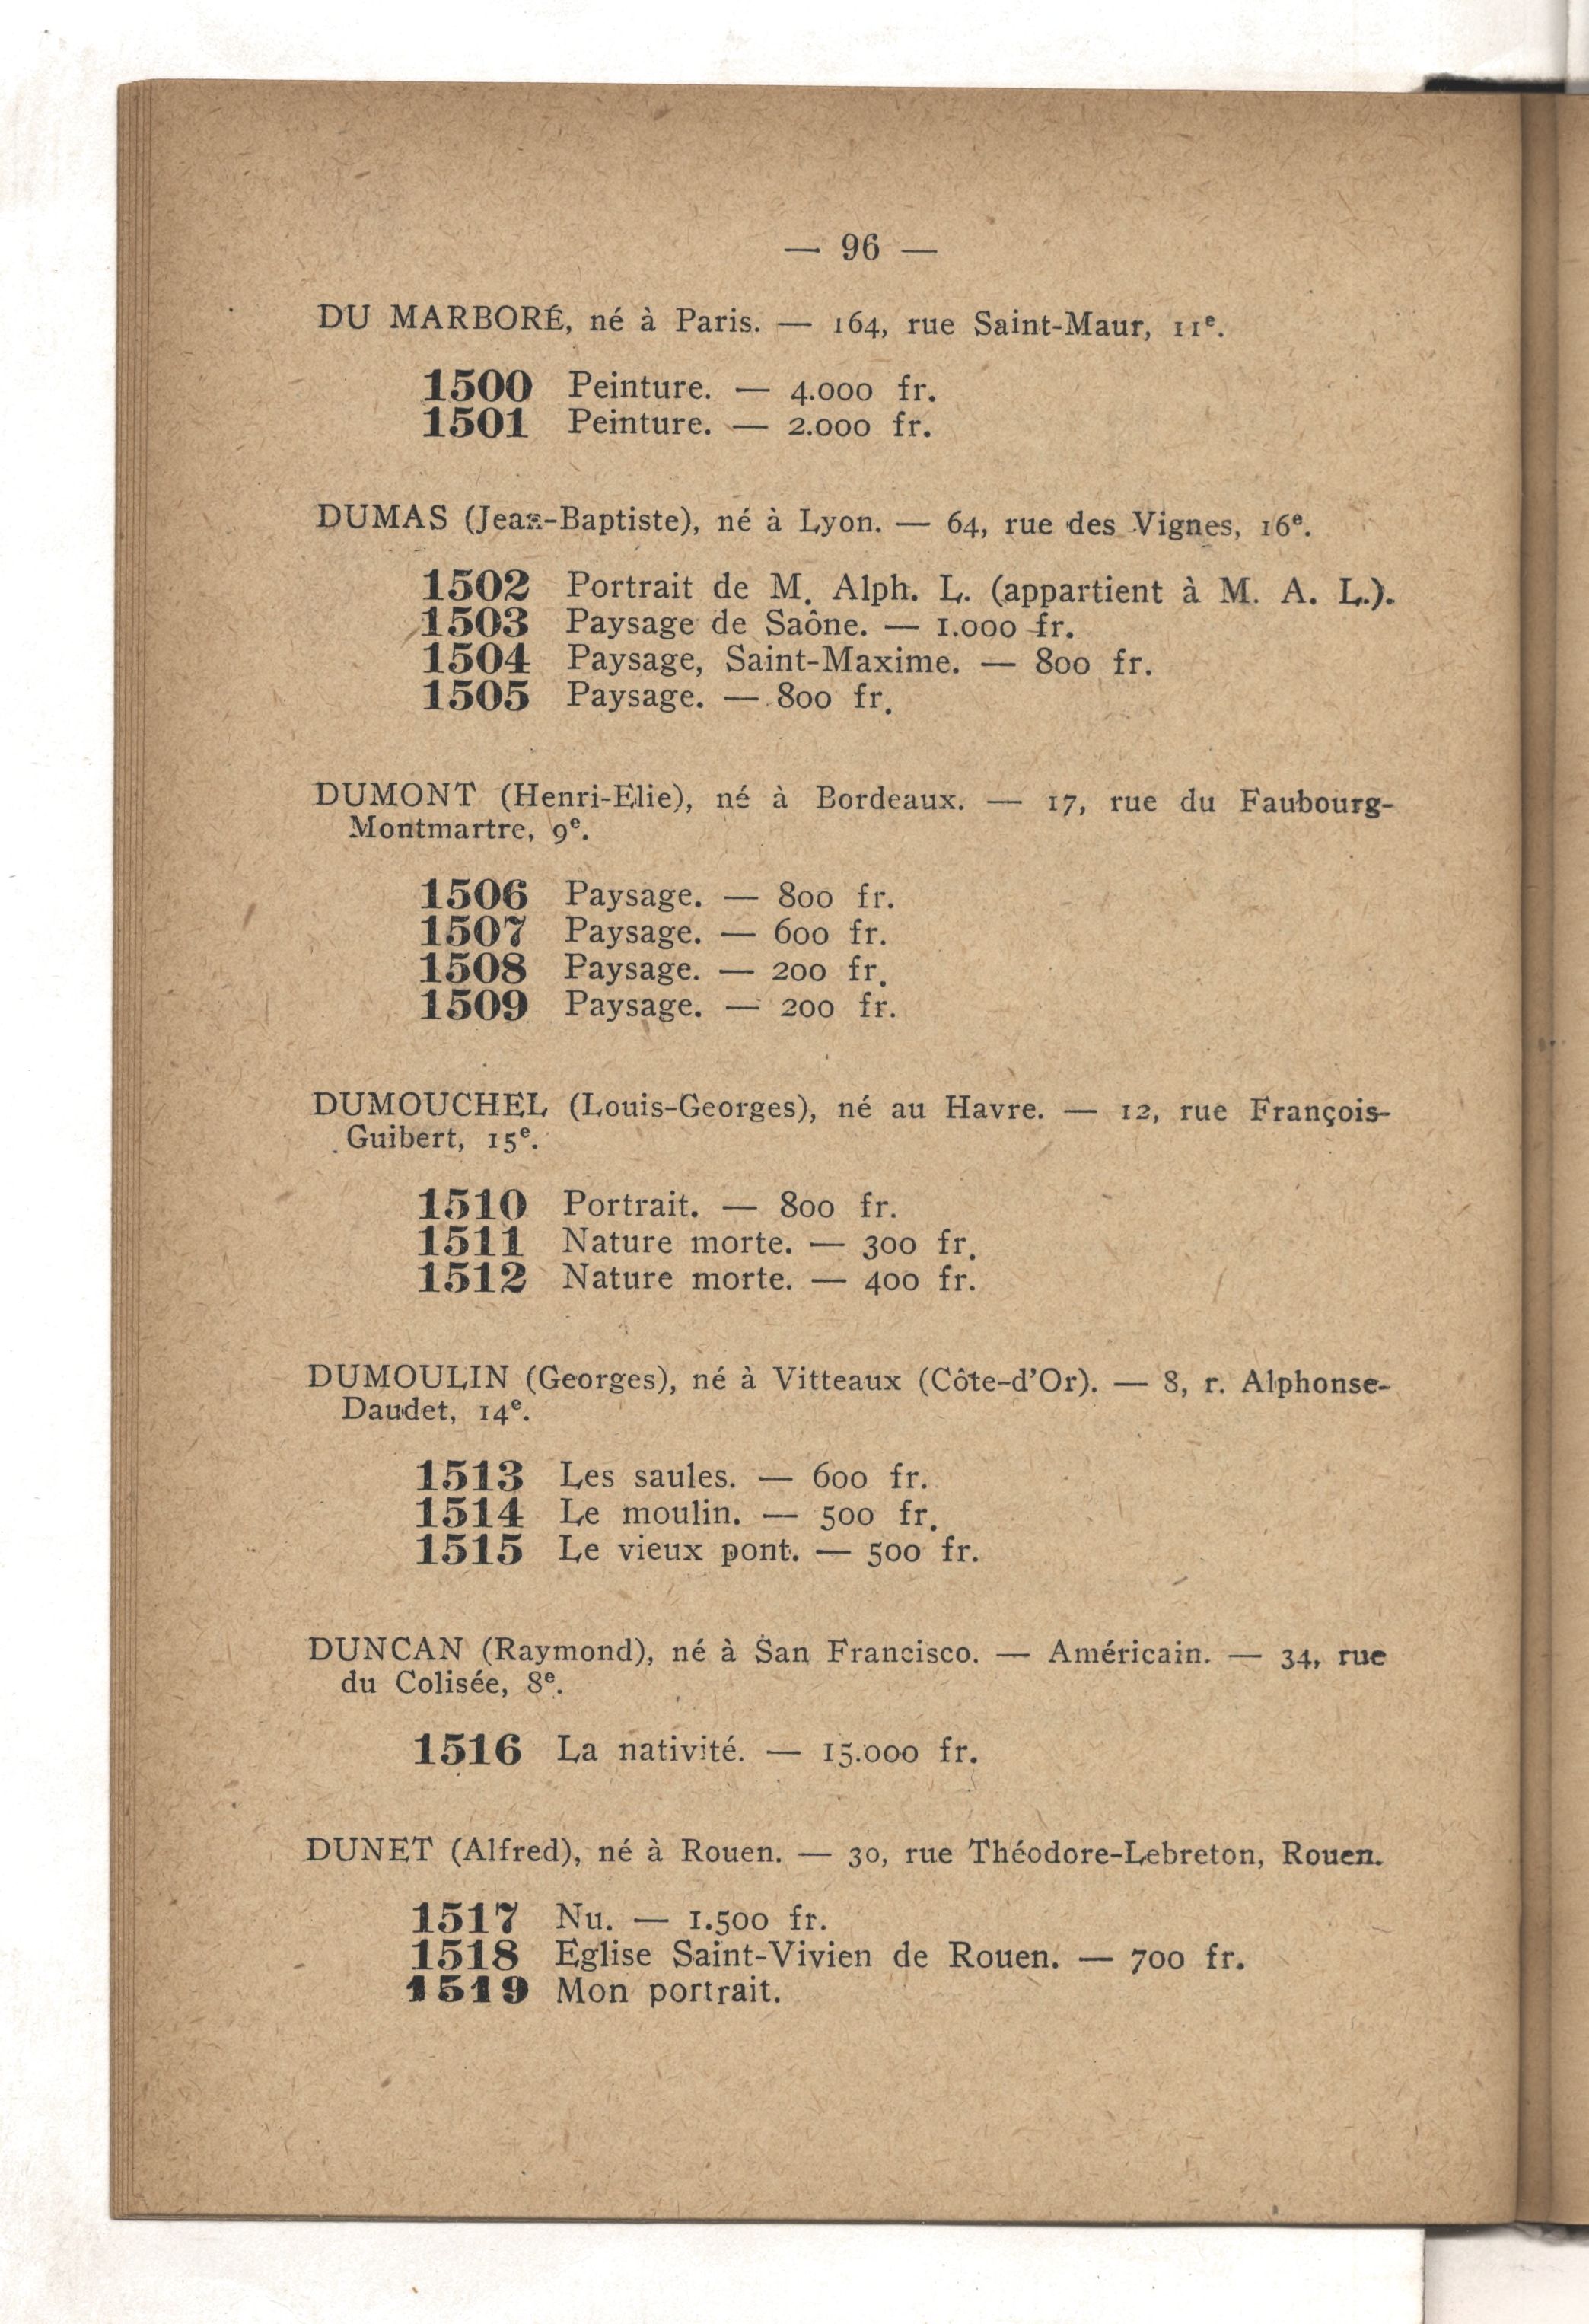 — 96 —
DU MARBORÉ, né à Paris. — 164, rue Saint-Maur, 11e.
1500 Peinture. — 4.000 fr.
1501 Peinture. — 2.000 fr.
DUMAS (Jean-Baptiste), né à Lyon. — 64, rue des Vignes, 16e.
1502 Portrait de M. Alph. L. (appartient à M. A. L.).
1503 Paysage de Saône. — 1.000 fr.
1504 Paysage, Saint-Maxime. — 800 fr.
1505 Paysage. — 800 fr.
DUMONT (Henri-Elie), né à Bordeaux. — 17, rue du Faubourg-
Montmartre, 9e.
1506 Paysage. — 800 fr.
1507 Paysage. — 600 fr.
1508 Paysage. — 200 fr.
1509 Paysage. — 200 fr.
DUMOUCHEL (Louis-Georges), né au Havre. — 12, rue François-
Guibert, 15e.
1510 Portrait. — 800 fr.
1511 Nature morte. — 300 fr.
1512 Nature morte. — 400 fr.
DUMOULIN (Georges), né à Vitteaux (Côte-d'Or). — 8, r. Alphonse-
Daudet, 14e.
1513 Les saules. — 600 fr.
1514 Le moulin. — 500 fr.
1515 Le vieux pont. — 500 fr.
DUNCAN (Raymond), né à San Francisco. — Américain. — 34, rue
du Colisée, 8e.
1516 La nativité. — 15.000 fr.
DUNET (Alfred), né à Rouen. — 30, rue Théodore-Lebreton, Rouen.
1517 Nu. — 1.500 fr.
1518 Eglise Saint-Vivien de Rouen. — 700 fr.
1519 Mon portrait.